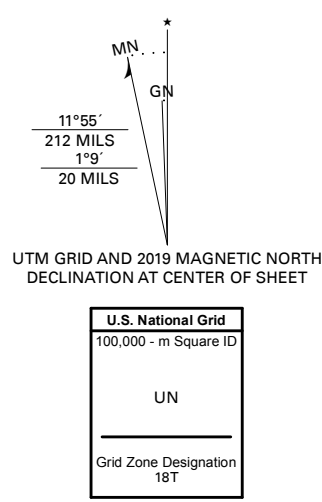 ★
MN
GN
11°55´
212 MILS
1°9´
20 MILS
UTM GRID AND 2019 MAGNETIC NORTH
DECLINATION AT CENTER OF SHEET
U.S. National Grid
100,000 - m Square ID
UN
Grid Zone Designation
18T